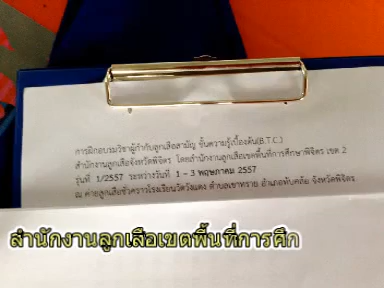 การฝึกอบรมวิชาผู้กำกับลูกเสือสามัญ ขั้นความรู้เบื้องต้น(B.T.C.)
สำนักงานลูกเสือจังหวัดพิจิตร โดยสำนักงานลูกเสือเขตพื้นที่การศึกษาพิจิตร เขต 2
รุ่นที่ 1/2557 ระหว่างวันที่ 1 – 3 พฤษภาคม 2557
ณ ค่ายลูกเสือชั่วคราวโรงเรียนวัดวังแดง ตำบลเขาทราย อำเภอทับคล้อ จังหวัดพิจิตร
สำนักงานลูกเสือเขตพื้นที่การศึก